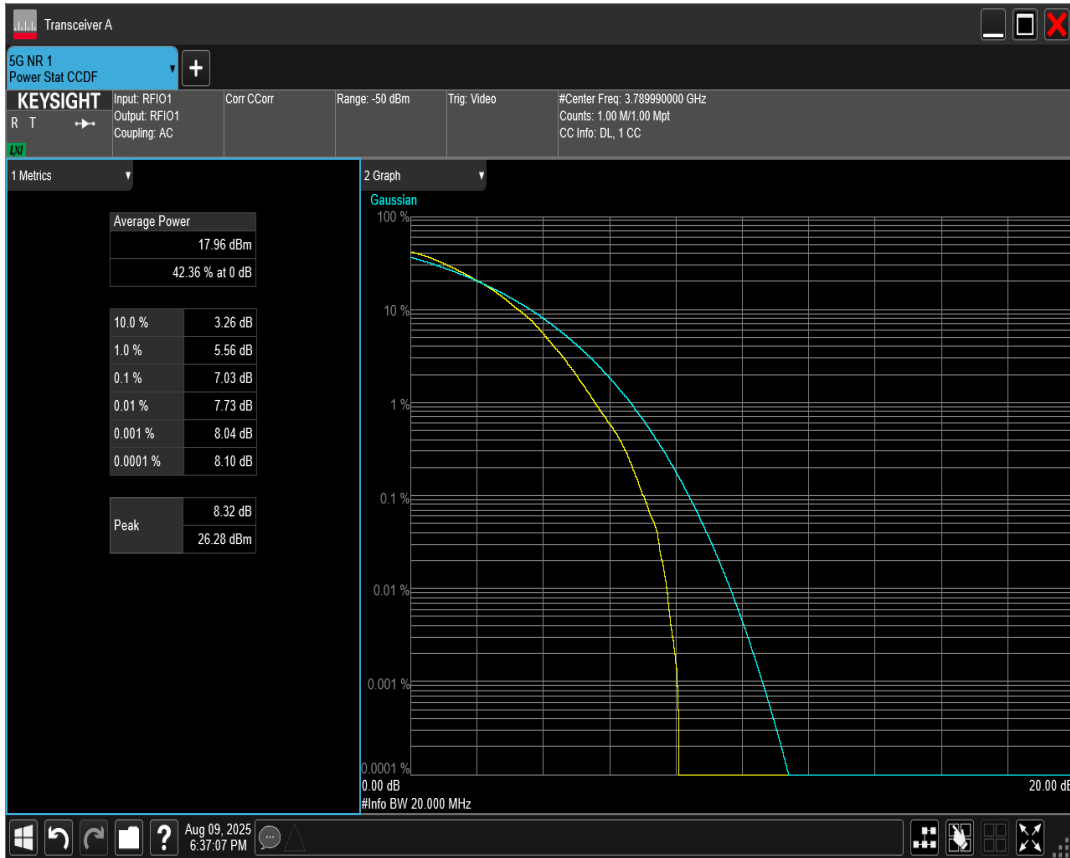 Transceiver A
5G NR 1
Power Stat CCDF
KEYSIGHT
R T
LXI
Input: RFIO1
Output: RFIO1
Coupling: AC
Corr CCorr
Range: -50 dBm
Trig: Video
#Center Freq: 3.789990000 GHz
Counts: 1.00 M/1.00 Mpt
CC Info: DL, 1 CC
1 Metrics
Average Power
17.96 dBm
42.36 % at 0 dB
10.0 % 3.26 dB
1.0 % 5.56 dB
0.1 % 7.03 dB
0.01 % 7.73 dB
0.001 % 8.04 dB
0.0001 % 8.10 dB
Peak
8.32 dB
26.28 dBm
2 Graph
Gaussian
100 %
10 %
1 %
0.1 %
0.01 %
0.001 %
0.0001 %
0.00 dB
20.00 dB
#Info BW 20.000 MHz
?
Aug 09, 2025
6:37:07 PM